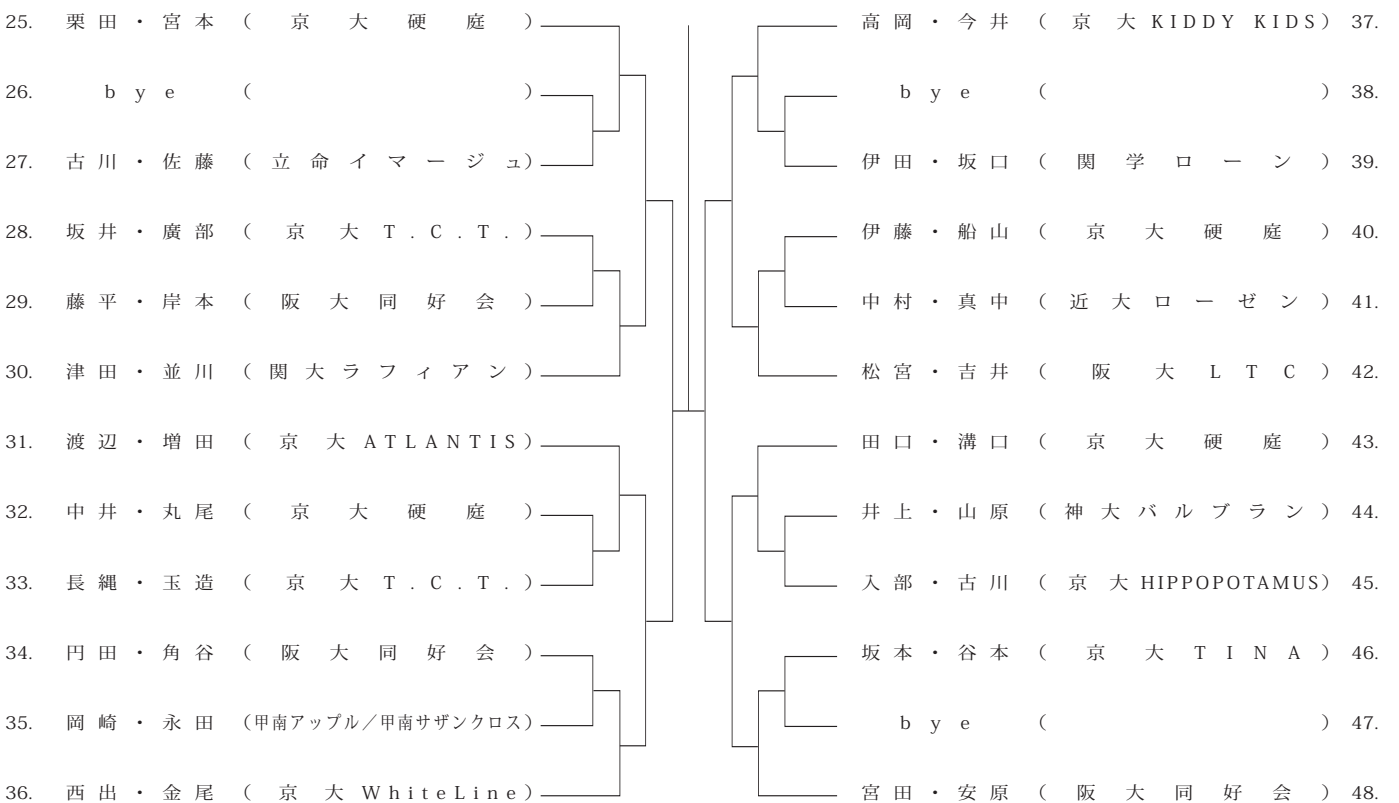 25. 栗田・宮本 (京大硬庭)
26. bye ( )
27. 古川・佐藤 (立命イマージュ)
28. 坂井・廣部 (京大T.C.T.)
29. 藤平・岸本 (阪大同好会)
30. 津田・並川 (関大ラフィアン)
31. 渡辺・増田 (京大ATLANTIS)
32. 中井・丸尾 (京大硬庭)
33. 長縄・玉造 (京大T.C.T.)
34. 円田・角谷 (阪大同好会)
35. 岡崎・永田 (甲南アップル／甲南サザンクロス)
36. 西出・金尾 (京大WhiteLine)
高岡・今井 (京大KIDDY KIDS) 37.
bye ( ) 38.
伊田・坂口 (関学ローン) 39.
伊藤・船山 (京大硬庭) 40.
中村・真中 (近大ローゼン) 41.
松宮・吉井 (阪大LTC) 42.
田口・溝口 (京大硬庭) 43.
井上・山原 (神大バルブラン) 44.
入部・古川 (京大HIPPOPOTAMUS) 45.
坂本・谷本 (京大TINA) 46.
bye ( ) 47.
宮田・安原 (阪大同好会) 48.